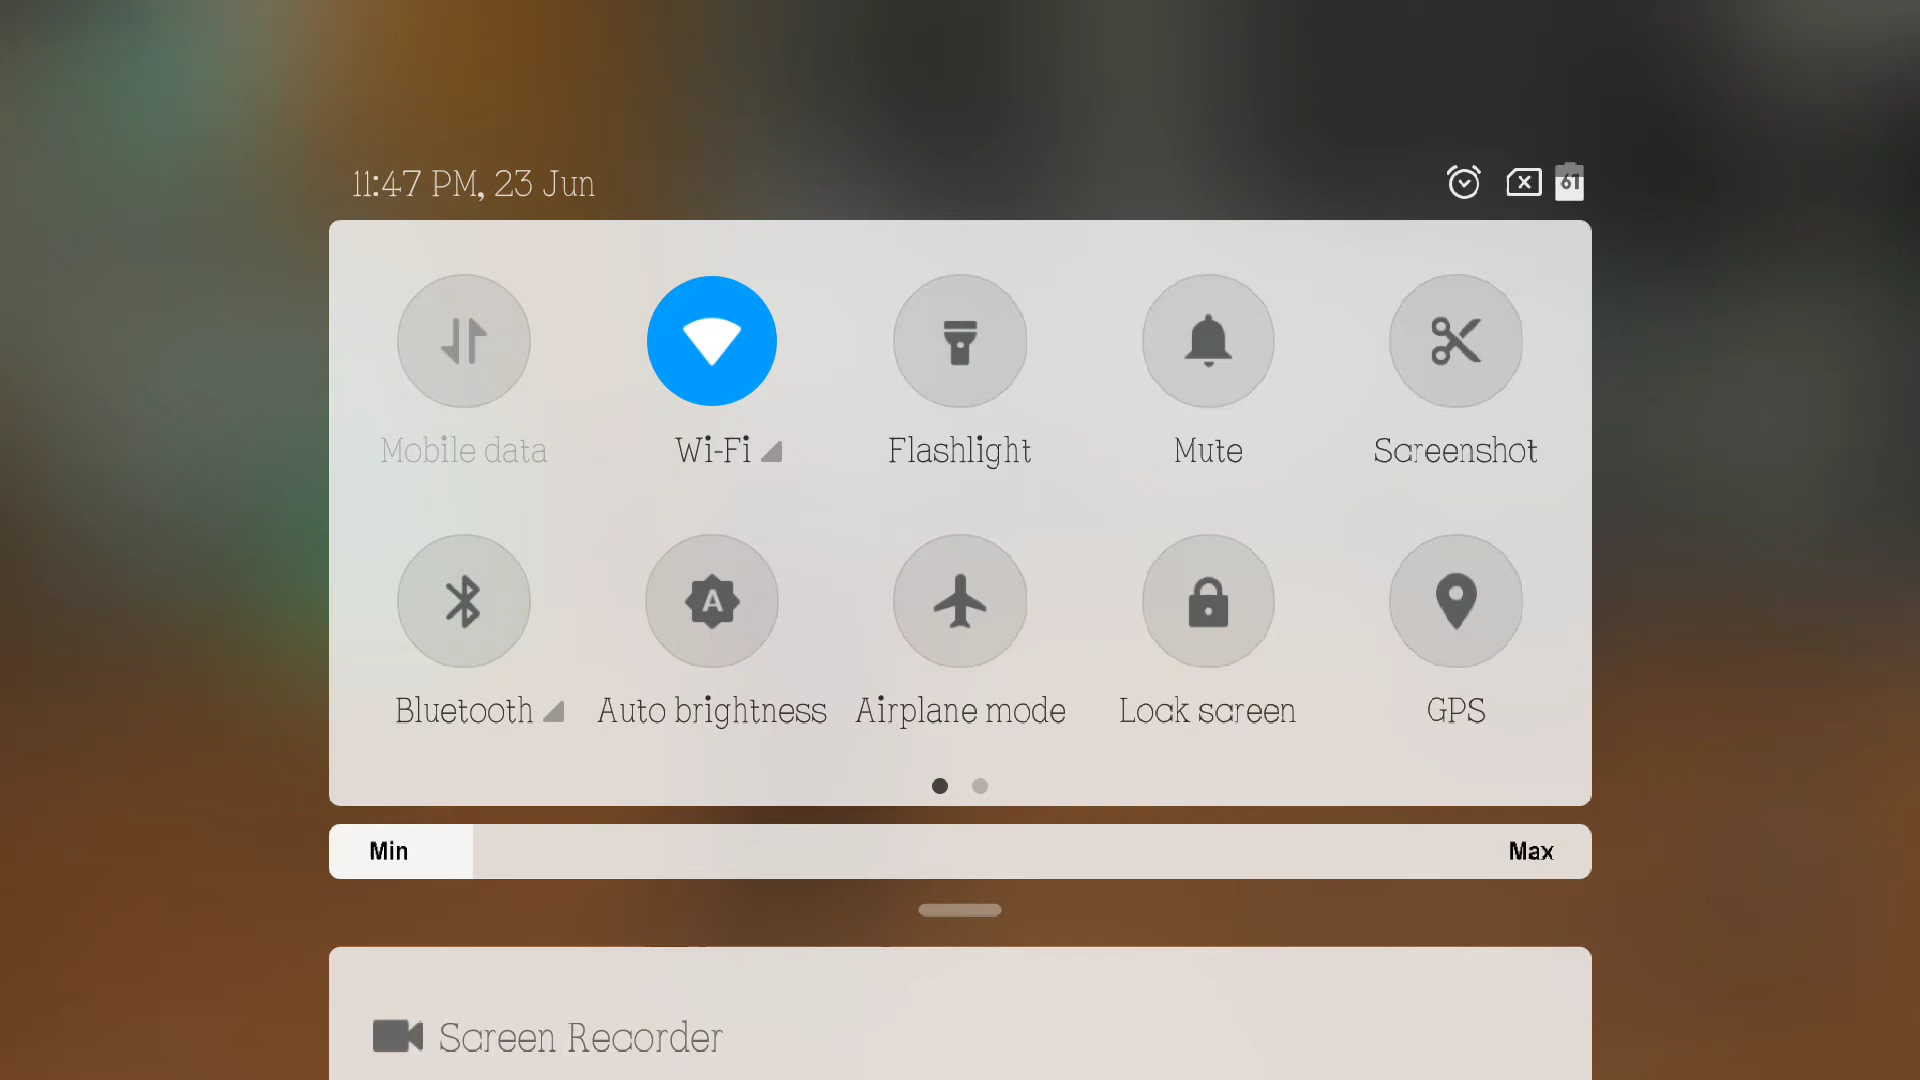 11:47 PM, 23 Jun 61
Mobile data Wi-Fi Flashlight Mute Screenshot
A
Bluetooth Auto brightness Airplane mode Lock screen GPS
Min Max
Screen Recorder